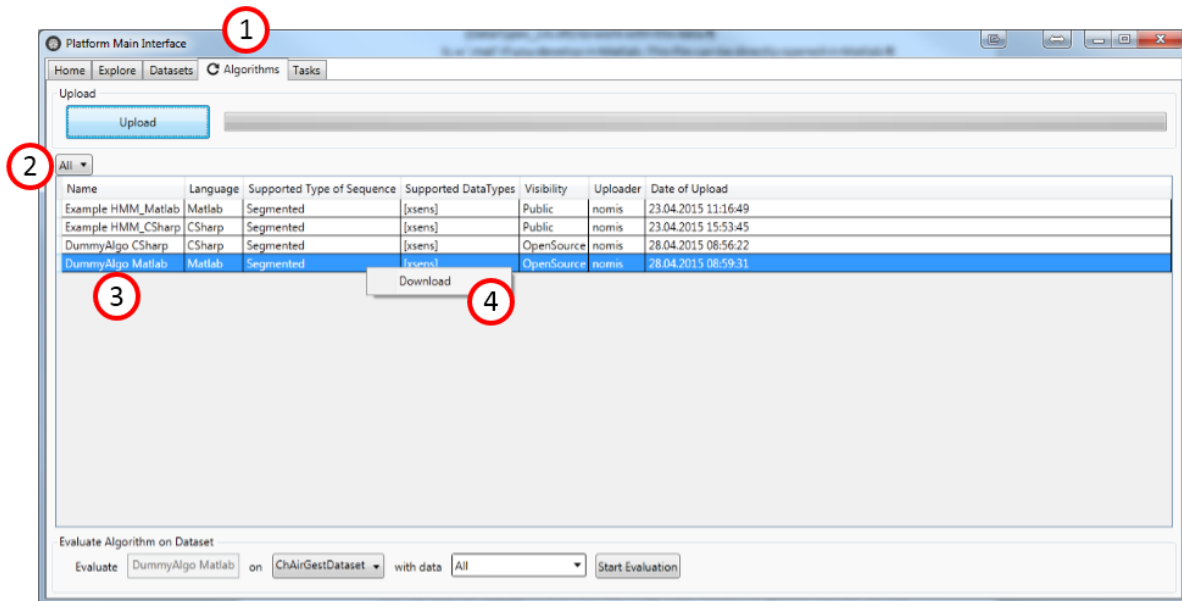 1
Platform Main Interface
Home Explore Datasets Algorithms Tasks
Upload
Upload
2
All
Name Language Supported Type of Sequence Supported DataTypes Visibility Uploader Date of Upload
Example HMM_Matlab Matlab Segmented [xsens] Public nomis 23.04.2015 11:16:49
Example HMM_CSharp CSharp Segmented [xsens] Public nomis 23.04.2015 15:53:45
DummyAlgo CSharp CSharp Segmented [xsens] OpenSource nomis 28.04.2015 08:56:22
DummyAlgo Matlab Matlab Segmented [xsens] OpenSource nomis 28.04.2015 08:59:31
Download
3
4
Evaluate Algorithm on Dataset
Evaluate DummyAlgo Matlab on ChAirGestDataset with data All Start Evaluation